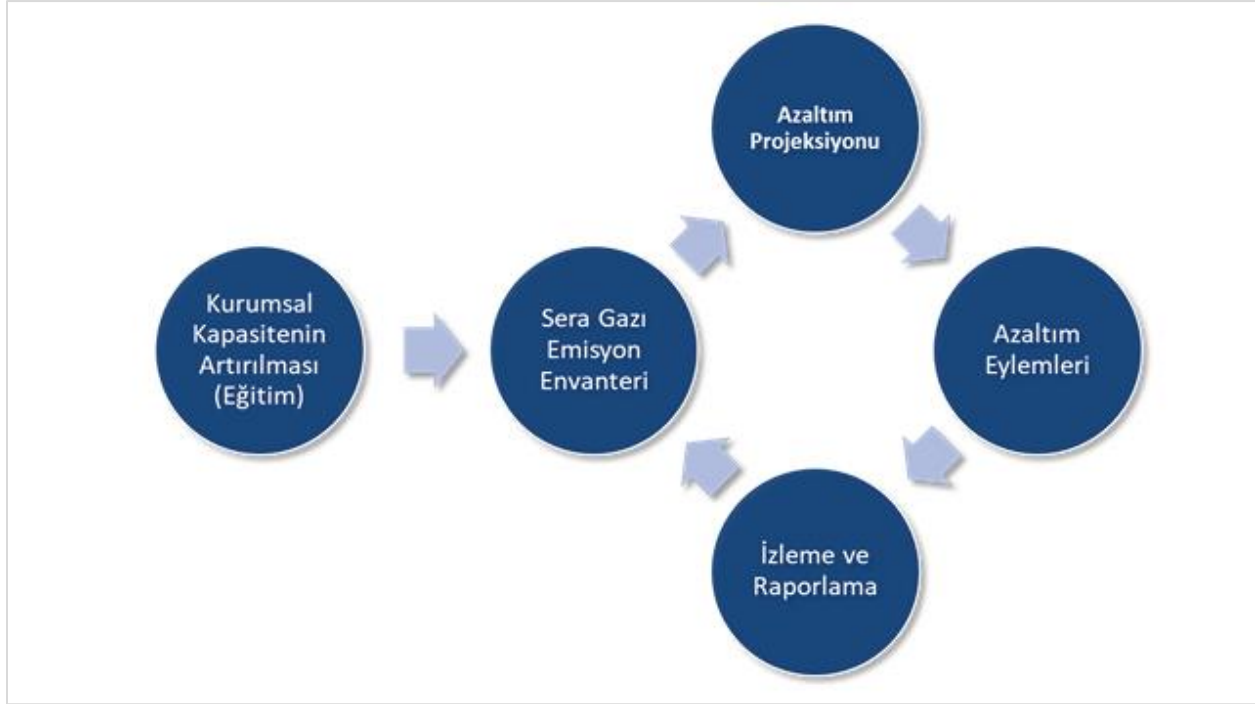 Kurumsal
Kapasitenin
Artırılması
(Eğitim)
Sera Gazı
Emisyon
Envanteri
Azaltım
Projeksiyonu
Azaltım
Eylemleri
İzleme ve
Raporlama